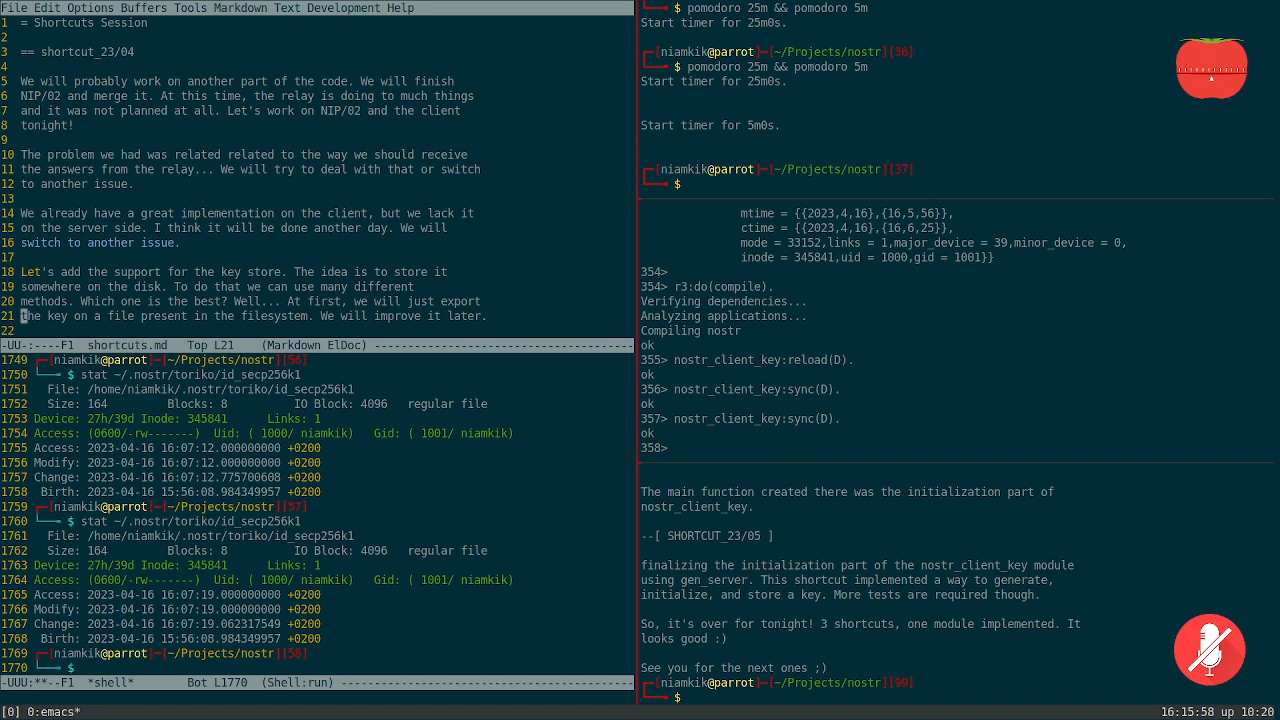 File Edit Options Buffers Tools Markdown Text Development Help
1 = Shortcuts Session
2
3 == shortcut_23/04
4
5 We will probably work on another part of the code. We will finish
6 NIP/02 and merge it. At this time, the relay is doing to much things
7 and it was not planned at all. Let's work on NIP/02 and the client
8 tonight!
9
10 The problem we had was related related to the way we should receive
11 the answers from the relay... We will try to deal with that or switch
12 to another issue.
13
14 We already have a great implementation on the client, but we lack it
15 on the server side. I think it will be done another day. We will
16 switch to another issue.
17
18 Let's add the support for the key store. The idea is to store it
19 somewhere on the disk. To do that we can use many different
20 methods. Which one is the best? Well... At first, we will just export
21 the key on a file present in the filesystem. We will improve it later.
22
-UU-:----F1  shortcuts.md   Top L21    (Markdown ElDoc) ---------------------------------------
1749 ┌─[niamkik@parrot]─[~/Projects/nostr][56]
1750 └──╼ $ stat ~/.nostr/toriko/id_secp256k1
1751   File: /home/niamkik/.nostr/toriko/id_secp256k1
1752   Size: 164        Blocks: 8          IO Block: 4096   regular file
1753 Device: 27h/39d Inode: 345841      Links: 1
1754 Access: (0600/-rw-------)  Uid: ( 1000/ niamkik)   Gid: ( 1001/ niamkik)
1755 Access: 2023-04-16 16:07:12.000000000 +0200
1756 Modify: 2023-04-16 16:07:12.000000000 +0200
1757 Change: 2023-04-16 16:07:12.775700608 +0200
1758  Birth: 2023-04-16 15:56:08.984349957 +0200
1759 ┌─[niamkik@parrot]─[~/Projects/nostr][57]
1760 └──╼ $ stat ~/.nostr/toriko/id_secp256k1
1761   File: /home/niamkik/.nostr/toriko/id_secp256k1
1762   Size: 164        Blocks: 8          IO Block: 4096   regular file
1763 Device: 27h/39d Inode: 345841      Links: 1
1764 Access: (0600/-rw-------)  Uid: ( 1000/ niamkik)   Gid: ( 1001/ niamkik)
1765 Access: 2023-04-16 16:07:19.000000000 +0200
1766 Modify: 2023-04-16 16:07:19.000000000 +0200
1767 Change: 2023-04-16 16:07:19.062317549 +0200
1768  Birth: 2023-04-16 15:56:08.984349957 +0200
1769 ┌─[niamkik@parrot]─[~/Projects/nostr][58]
1770 └──╼ $
-UUU:**--F1  *shell*        Bot L1770  (Shell:run) --------------------------------------------
└──╼ $ pomodoro 25m && pomodoro 5m
Start timer for 25m0s.
┌─[niamkik@parrot]─[~/Projects/nostr][36]
└──╼ $ pomodoro 25m && pomodoro 5m
Start timer for 25m0s.
Start timer for 5m0s.
┌─[niamkik@parrot]─[~/Projects/nostr][37]
└──╼ $
mtime = {{2023,4,16},{16,5,56}},
ctime = {{2023,4,16},{16,6,25}},
mode = 33152,links = 1,major_device = 39,minor_device = 0,
inode = 345841,uid = 1000,gid = 1001}}
354>
354> r3:do(compile).
Verifying dependencies...
Analyzing applications...
Compiling nostr
ok
355> nostr_client_key:reload(D).
ok
356> nostr_client_key:sync(D).
ok
357> nostr_client_key:sync(D).
ok
358>
The main function created there was the initialization part of
nostr_client_key.
--[ SHORTCUT_23/05 ]
finalizing the initialization part of the nostr_client_key module
using gen_server. This shortcut implemented a way to generate,
initialize, and store a key. More tests are required though.
So, it's over for tonight! 3 shortcuts, one module implemented. It
looks good :)
See you for the next ones ;)
┌─[niamkik@parrot]─[~/Projects/nostr][99]
└──╼ $
[0] 0:emacs*
16:15:58 up 10:20